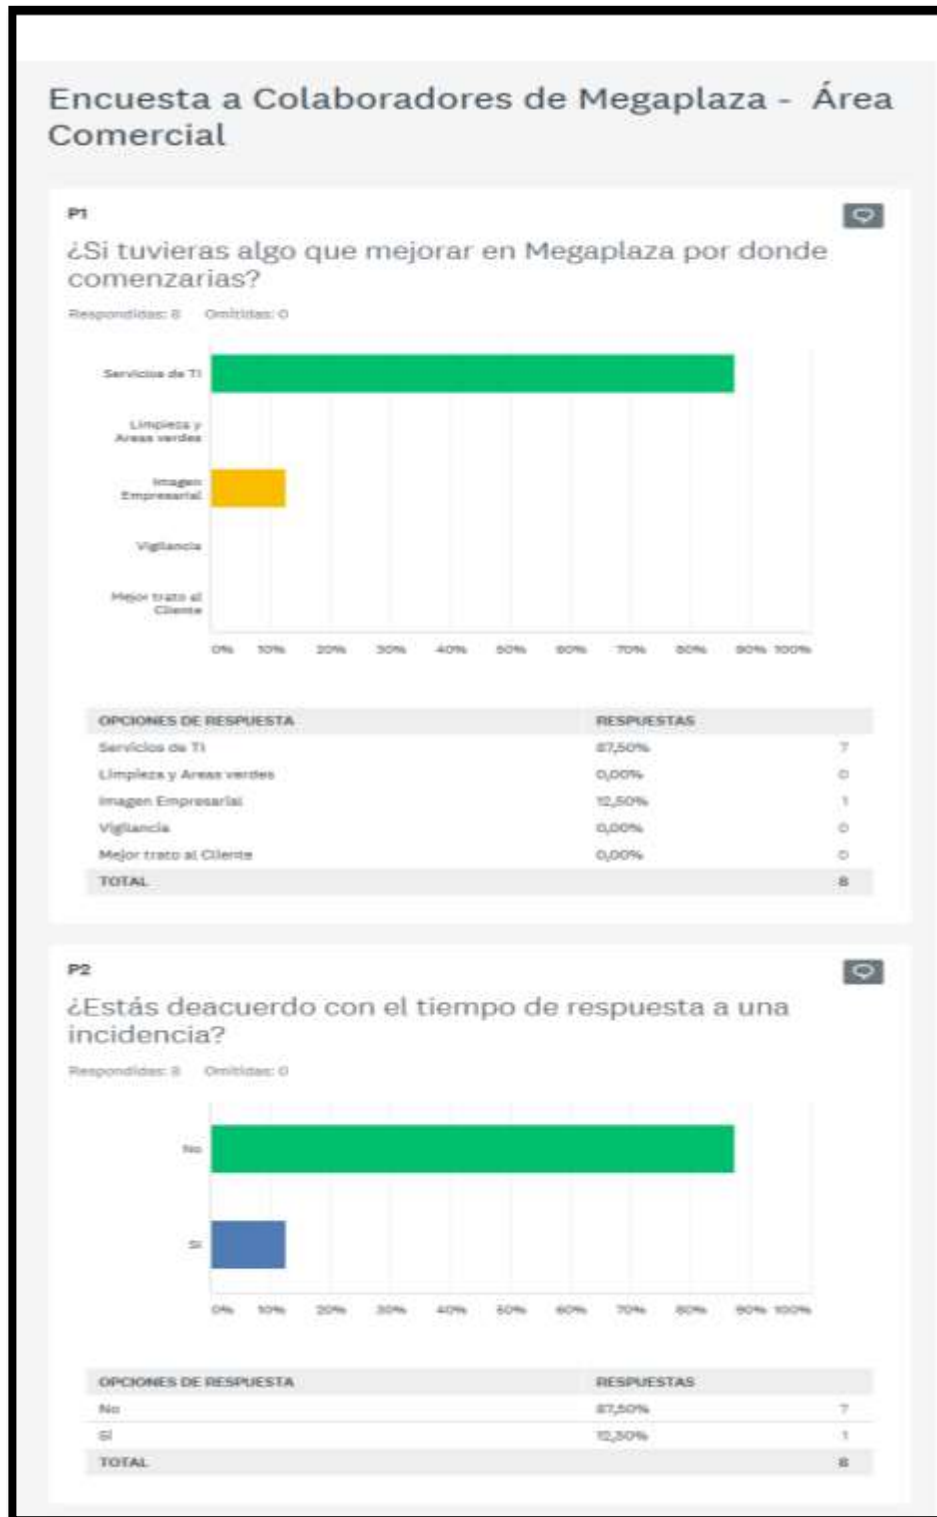 Encuesta a Colaboradores de Megaplaza - Área
Comercial
P1
¿Si tuvieras algo que mejorar en Megaplaza por donde
comenzarias?
Respondidas: 8 Omitidas: 0
Servicios de TI
Limpieza y
Areas verdes
Imagen
Empresarial
Vigilancia
Mejor trato al
Cliente
0% 10% 20% 30% 40% 50% 60% 70% 80% 90% 100%
OPCIONES DE RESPUESTA RESPUESTAS
Servicios de TI 87,50% 7
Limpieza y Areas verdes 0,00% 0
Imagen Empresarial 12,50% 1
Vigilancia 0,00% 0
Mejor trato al Cliente 0,00% 0
TOTAL 8
P2
¿Estás deacuerdo con el tiempo de respuesta a una
incidencia?
Respondidas: 8 Omitidas: 0
No
Si
0% 10% 20% 30% 40% 50% 60% 70% 80% 90% 100%
OPCIONES DE RESPUESTA RESPUESTAS
No 87,50% 7
Si 12,50% 1
TOTAL 8